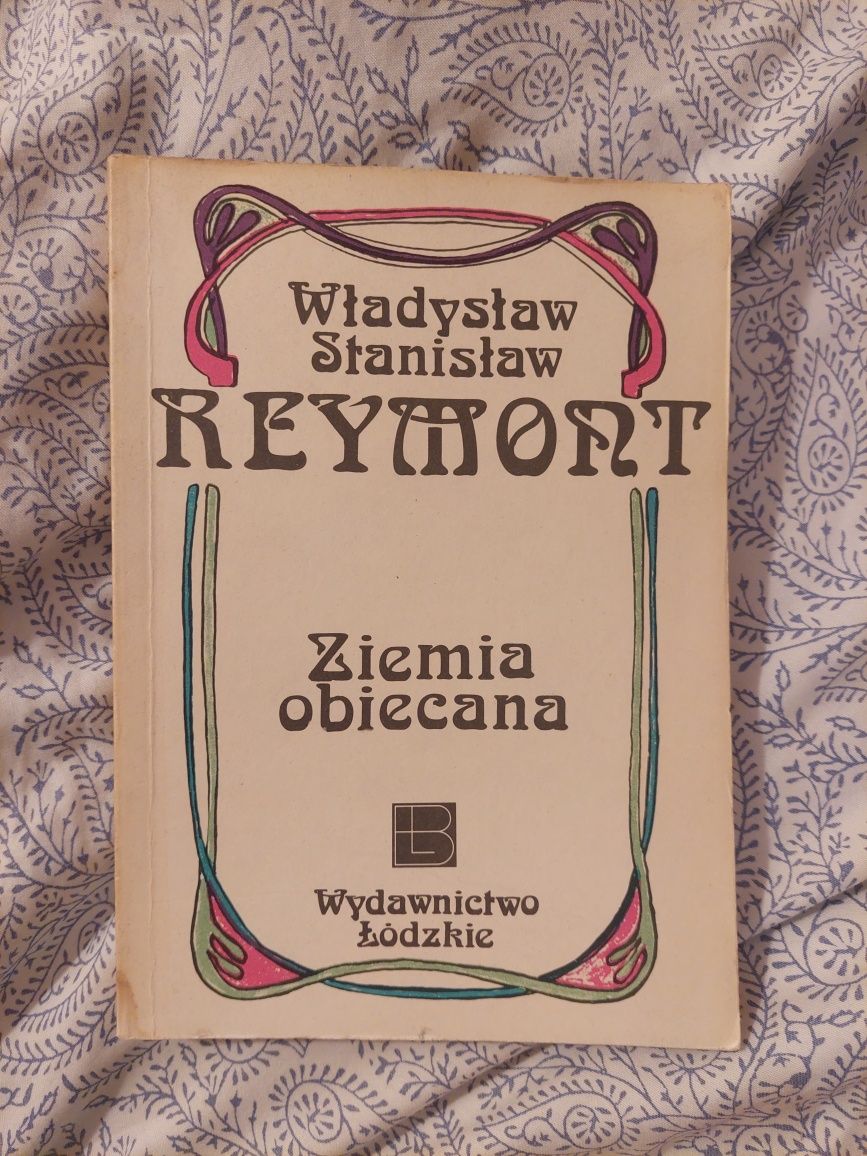 Władysław
Stanisław
REYMONT
Ziemia
obiecana
Wydawnictwo
Łódzkie